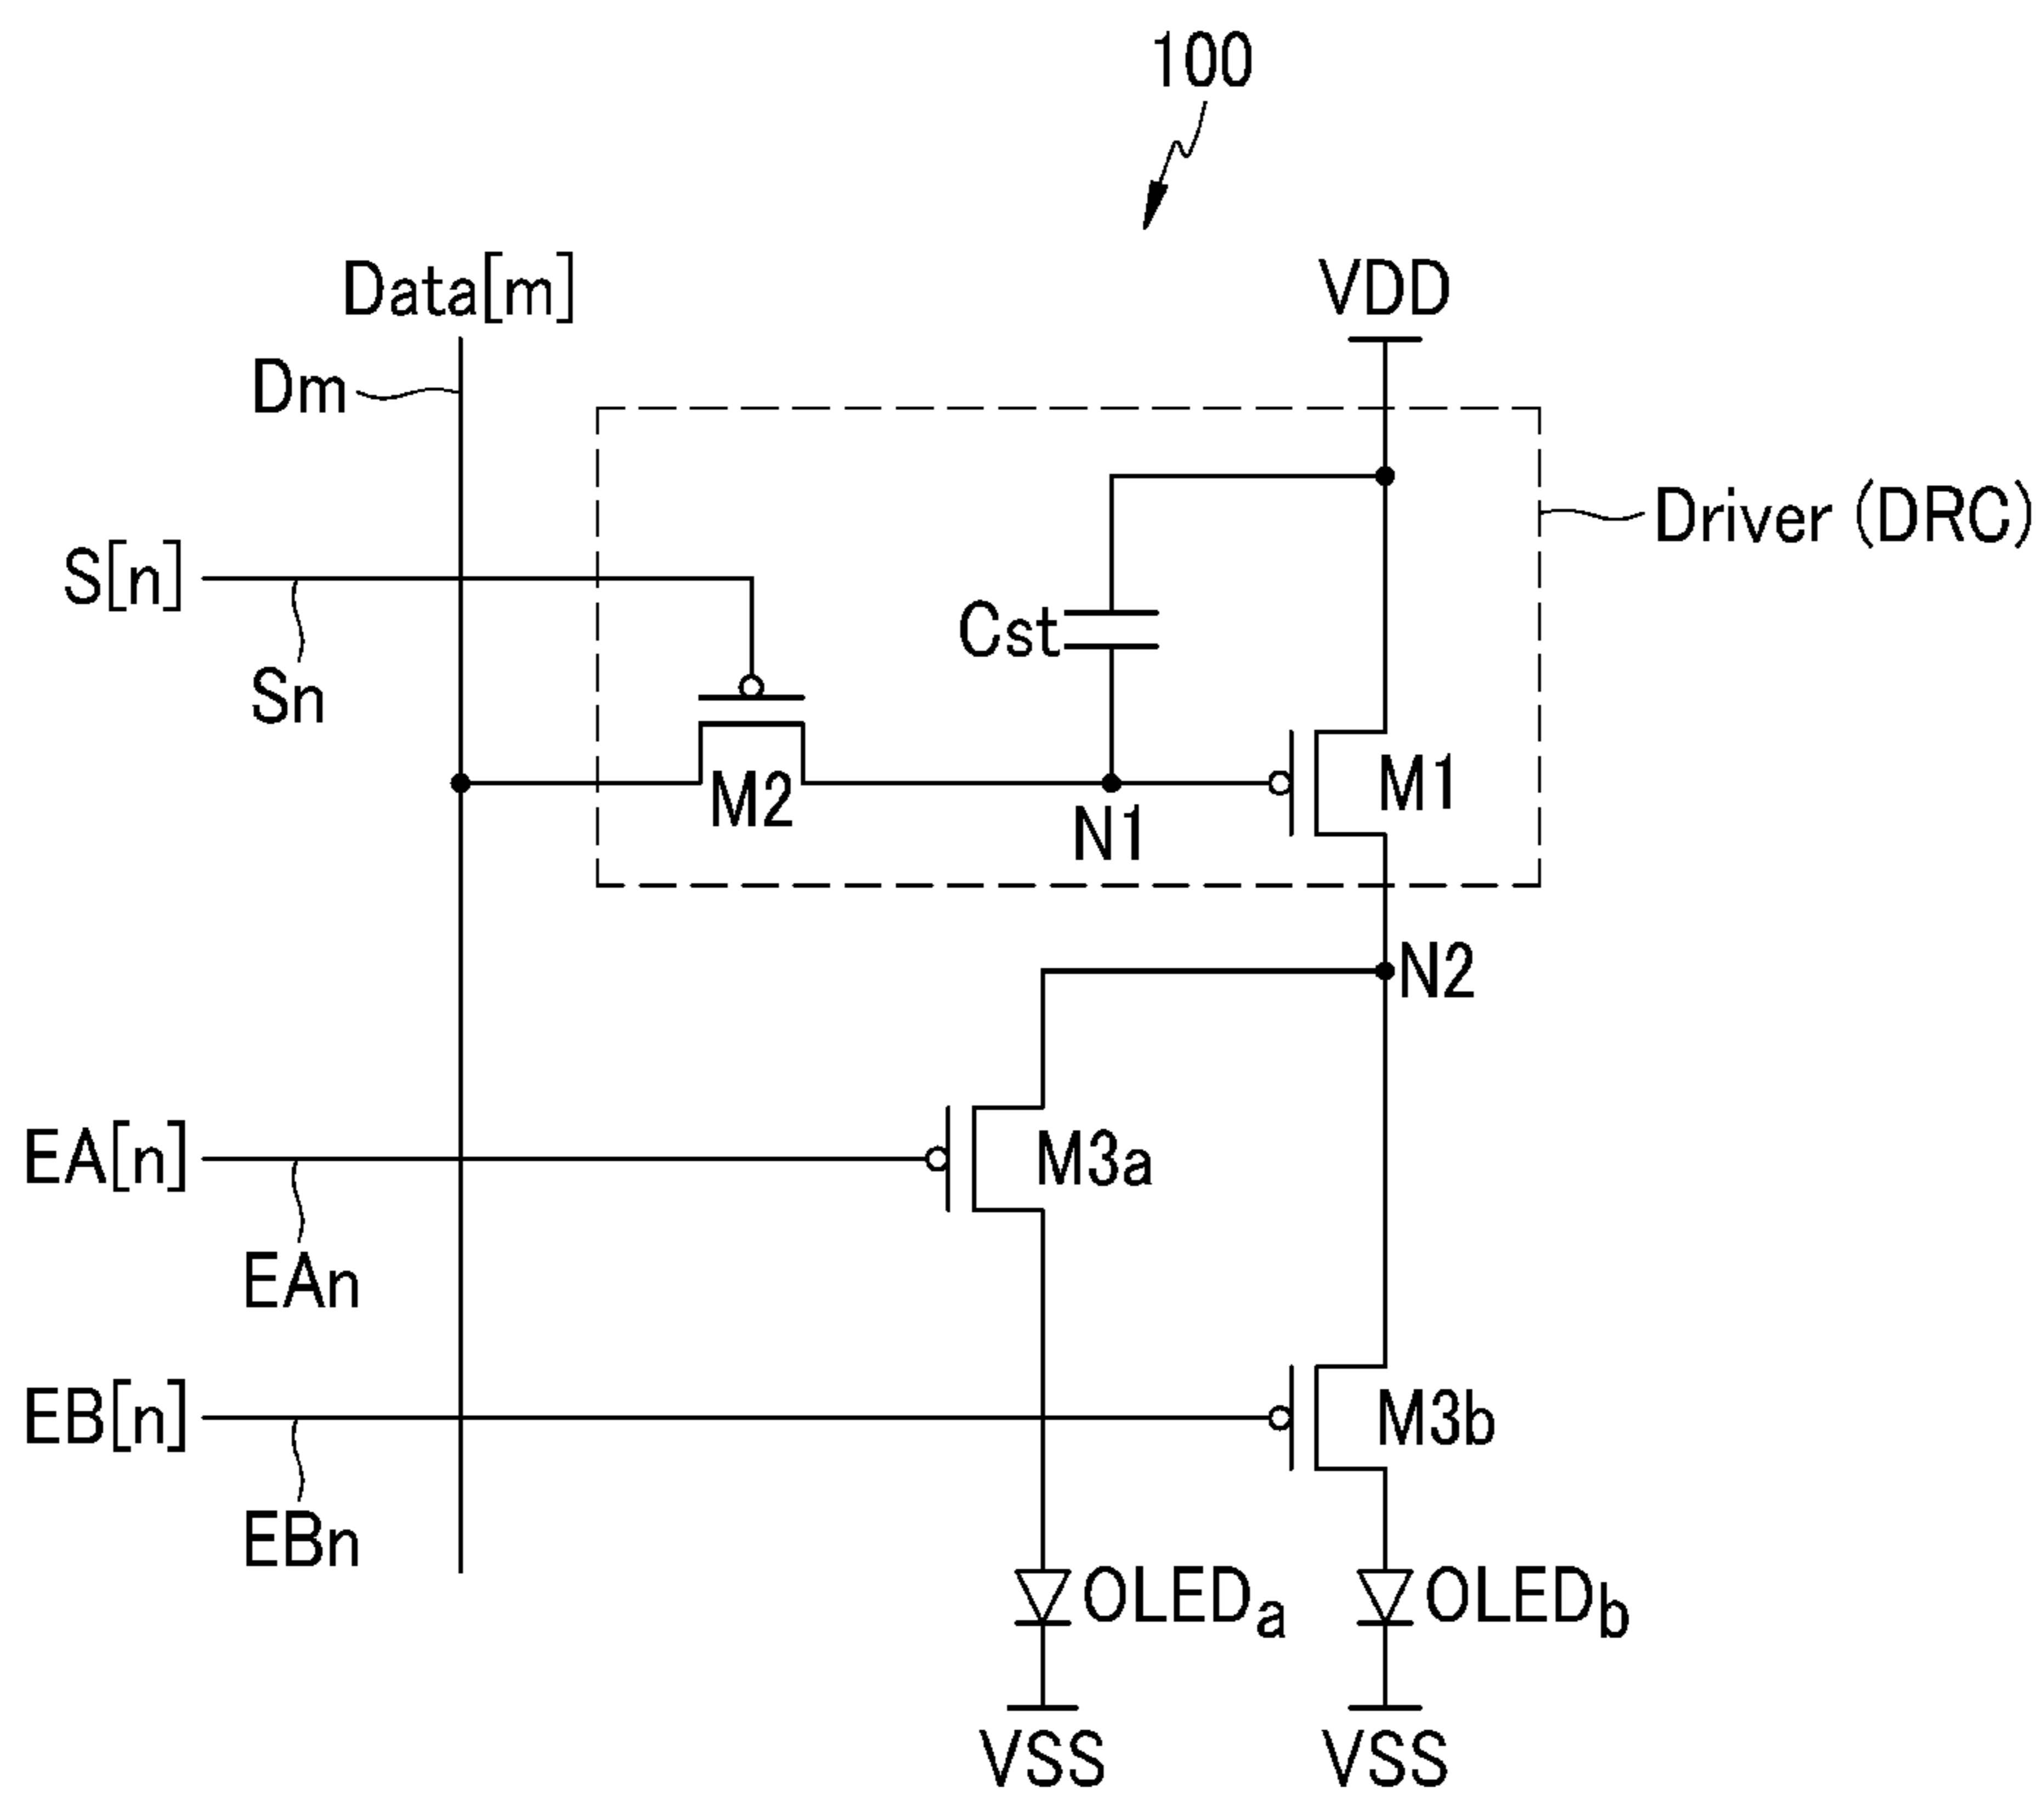 100
Data[m]
VDD
Dm
Driver (DRC)
S[n]
Cst
Sn
M2
M1
N1
N2
EA[n]
M3a
EAn
EB[n]
M3b
EBn
OLEDa
OLEDb
VSS
VSS